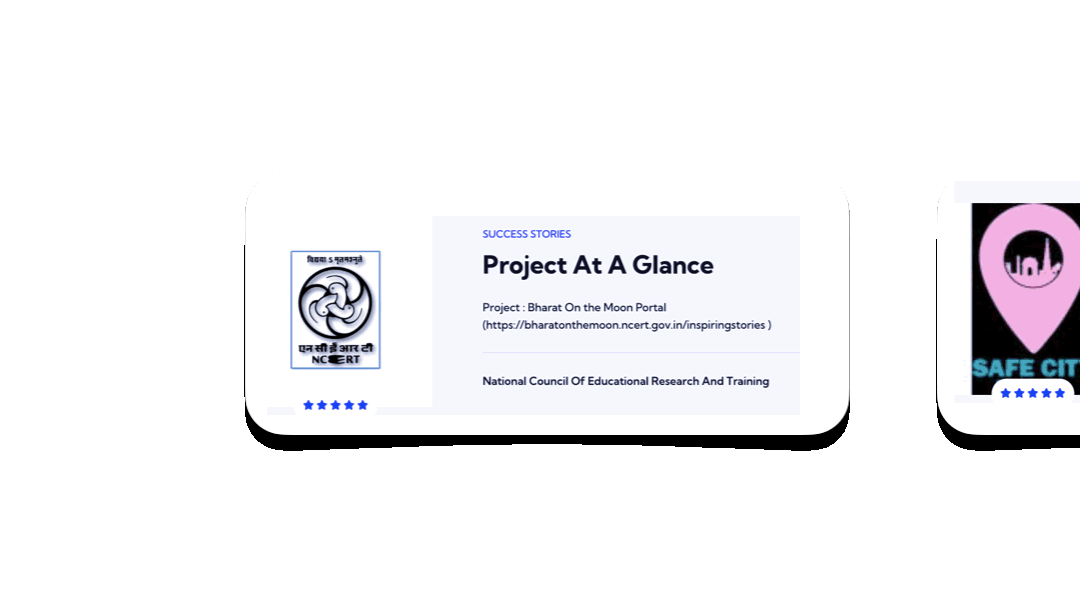 विद्यया ऽ मृतमश्नुते
एन सी ई आर टी
NCERT
SUCCESS STORIES
Project At A Glance
Project : Bharat On the Moon Portal
(https://bharatonthemoon.ncert.gov.in/inspiringstories )
National Council Of Educational Research And Training
SAFE CIT